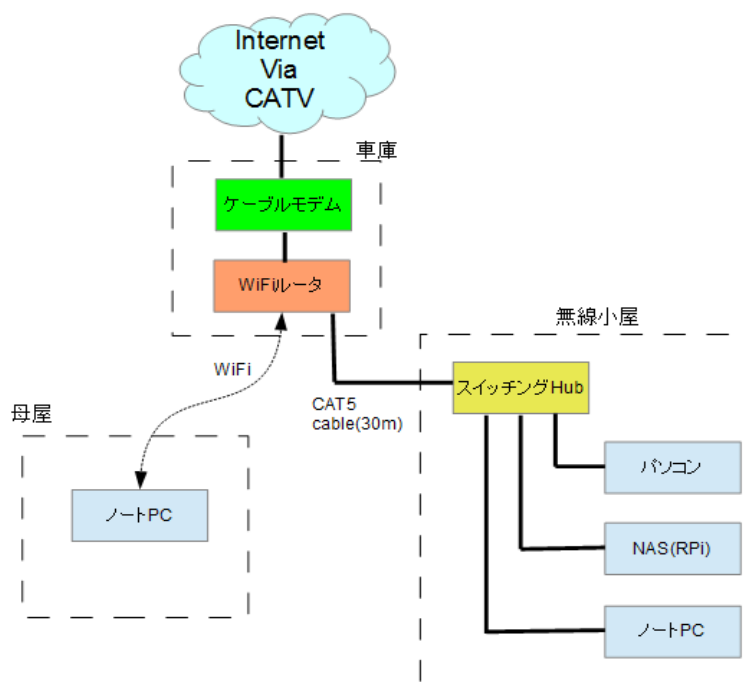 Internet
Via
CATV
車庫
ケーブルモデム
WiFiルータ
無線小屋
WiFi
スイッチングHub
CAT5
cable(30m)
母屋
パソコン
ノートPC
NAS(RPi)
ノートPC